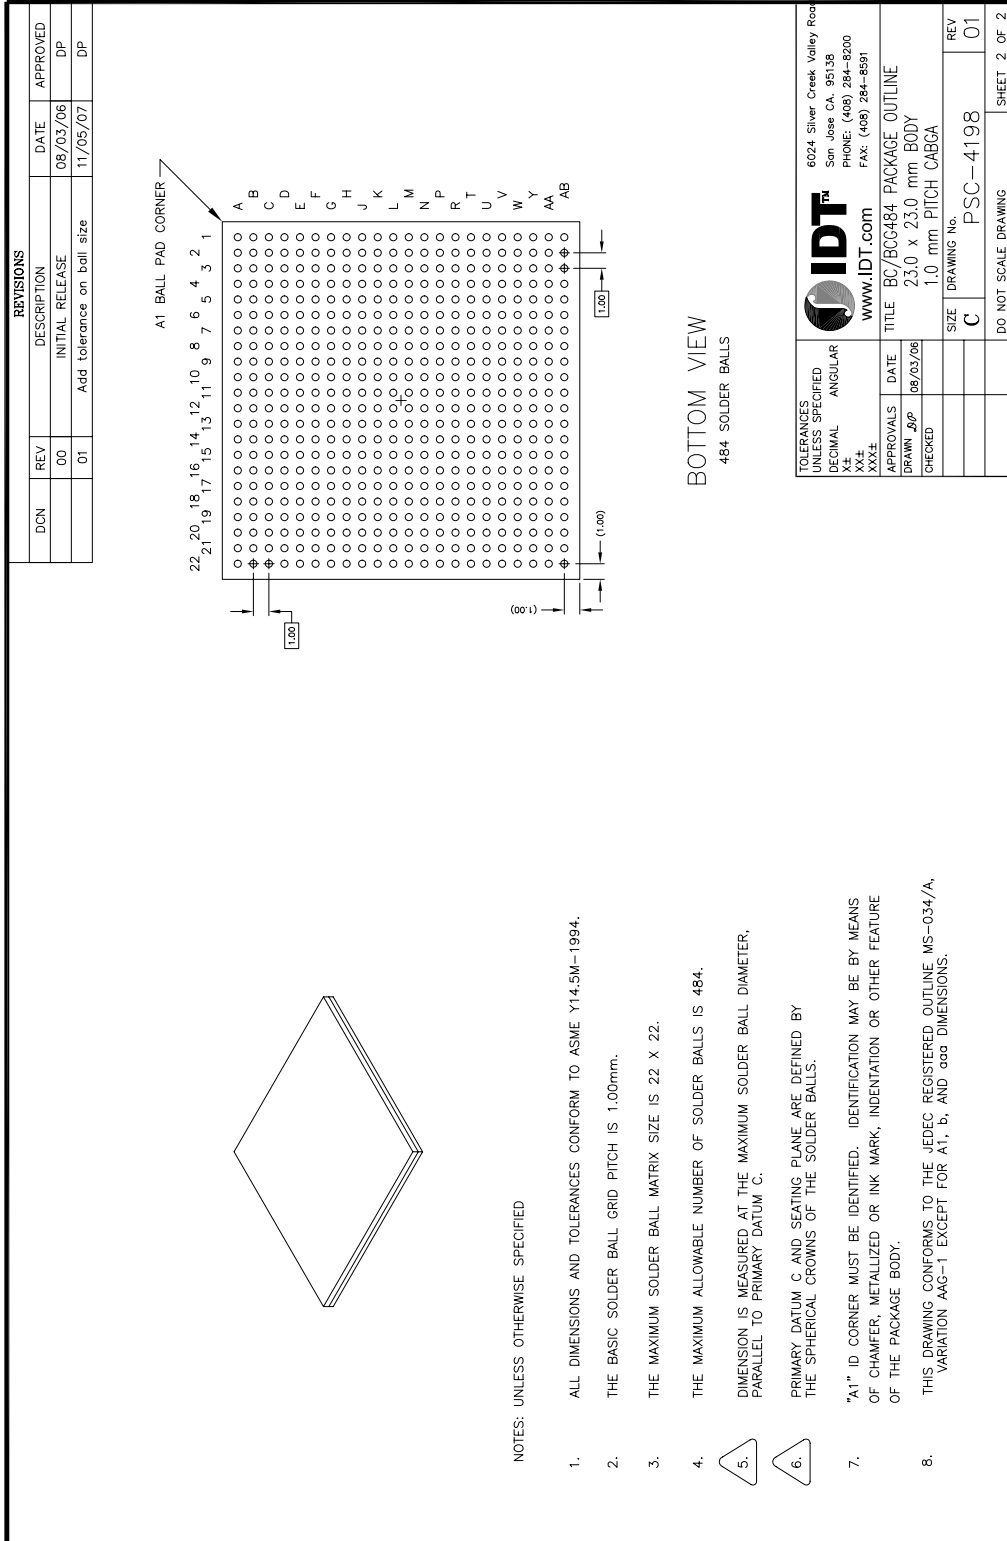 REVISIONS
DCN REV DESCRIPTION DATE APPROVED
00 INITIAL RELEASE 08/03/06 DP
01 Add tolerance on ball size 11/05/07 DP
A1 BALL PAD CORNER
22 21 20 19 18 17 16 15 14 13 12 11 10 9 8 7 6 5 4 3 2 1
A
B
C
D
E
F
G
H
J
K
L
M
N
P
R
T
U
V
W
Y
AA
AB
1.00
(1.00)
(1.00)
1.00
BOTTOM VIEW
484 SOLDER BALLS
NOTES: UNLESS OTHERWISE SPECIFIED
1. ALL DIMENSIONS AND TOLERANCES CONFORM TO ASME Y14.5M-1994.
2. THE BASIC SOLDER BALL GRID PITCH IS 1.00mm.
3. THE MAXIMUM SOLDER BALL MATRIX SIZE IS 22 X 22.
4. THE MAXIMUM ALLOWABLE NUMBER OF SOLDER BALLS IS 484.
5. DIMENSION IS MEASURED AT THE MAXIMUM SOLDER BALL DIAMETER,
PARALLEL TO PRIMARY DATUM C.
6. PRIMARY DATUM C AND SEATING PLANE ARE DEFINED BY
THE SPHERICAL CROWNS OF THE SOLDER BALLS.
7. "A1" ID CORNER MUST BE IDENTIFIED. IDENTIFICATION MAY BE BY MEANS
OF CHAMFER, METALLIZED OR INK MARK, INDENTATION OR OTHER FEATURE
OF THE PACKAGE BODY.
8. THIS DRAWING CONFORMS TO THE JEDEC REGISTERED OUTLINE MS-034/A,
VARIATION AAG-1 EXCEPT FOR A1, b, AND aaa DIMENSIONS.
TOLERANCES
UNLESS SPECIFIED
DECIMAL ANGULAR
X±
XX±
XXX±
APPROVALS DATE
DRAWN DP 08/03/06
CHECKED
IDT™
www.IDT.com
6024 Silver Creek Valley Road
San Jose CA. 95138
PHONE: (408) 284-8200
FAX: (408) 284-8591
TITLE BC/BCG484 PACKAGE OUTLINE
23.0 x 23.0 mm BODY
1.0 mm PITCH CABGA
SIZE DRAWING No. REV
C PSC-4198 01
DO NOT SCALE DRAWING SHEET 2 OF 2